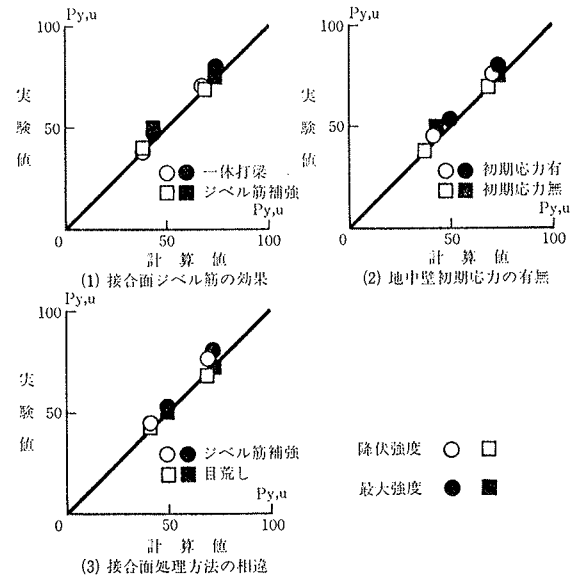 Py,u
100
実験値
50
○● 一体打梁
□■ ジベル筋補強
Py,u
0
50
100
計算値
(1) 接合面ジベル筋の効果
Py,u
100
実験値
50
○● 初期応力有
□■ 初期応力無
Py,u
0
50
100
計算値
(2) 地中壁初期応力の有無
Py,u
100
実験値
50
○● ジベル筋補強
□■ 目荒し
Py,u
0
50
100
計算値
(3) 接合面処理方法の相違
降伏強度 ○ □
最大強度 ● ■